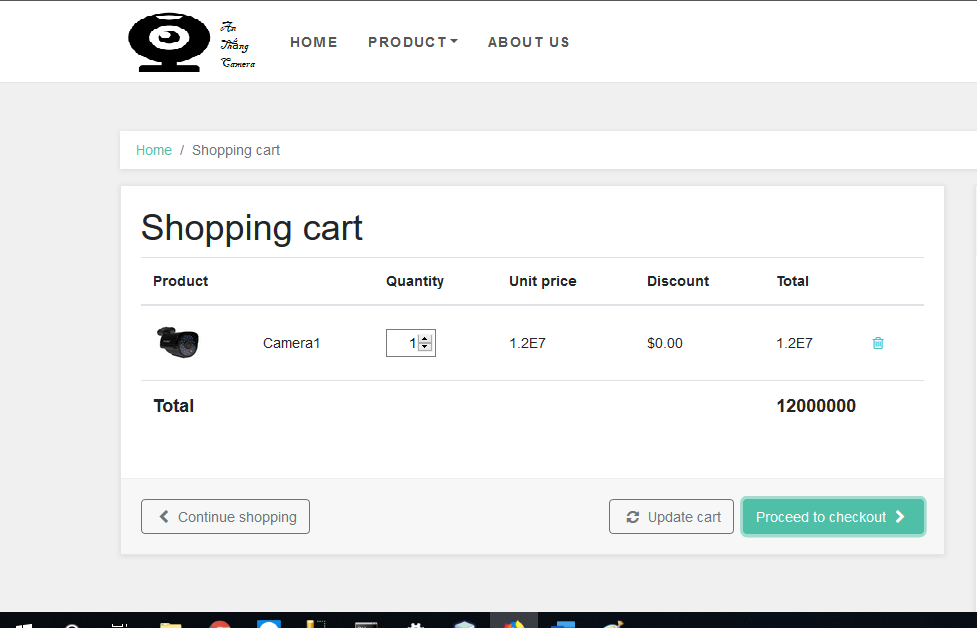 An
Thắng
Camera
HOME PRODUCT ABOUT US
Home / Shopping cart
Shopping cart
Product Quantity Unit price Discount Total
Camera1 1 1.2E7 $0.00 1.2E7
Total 12000000
Continue shopping Update cart Proceed to checkout